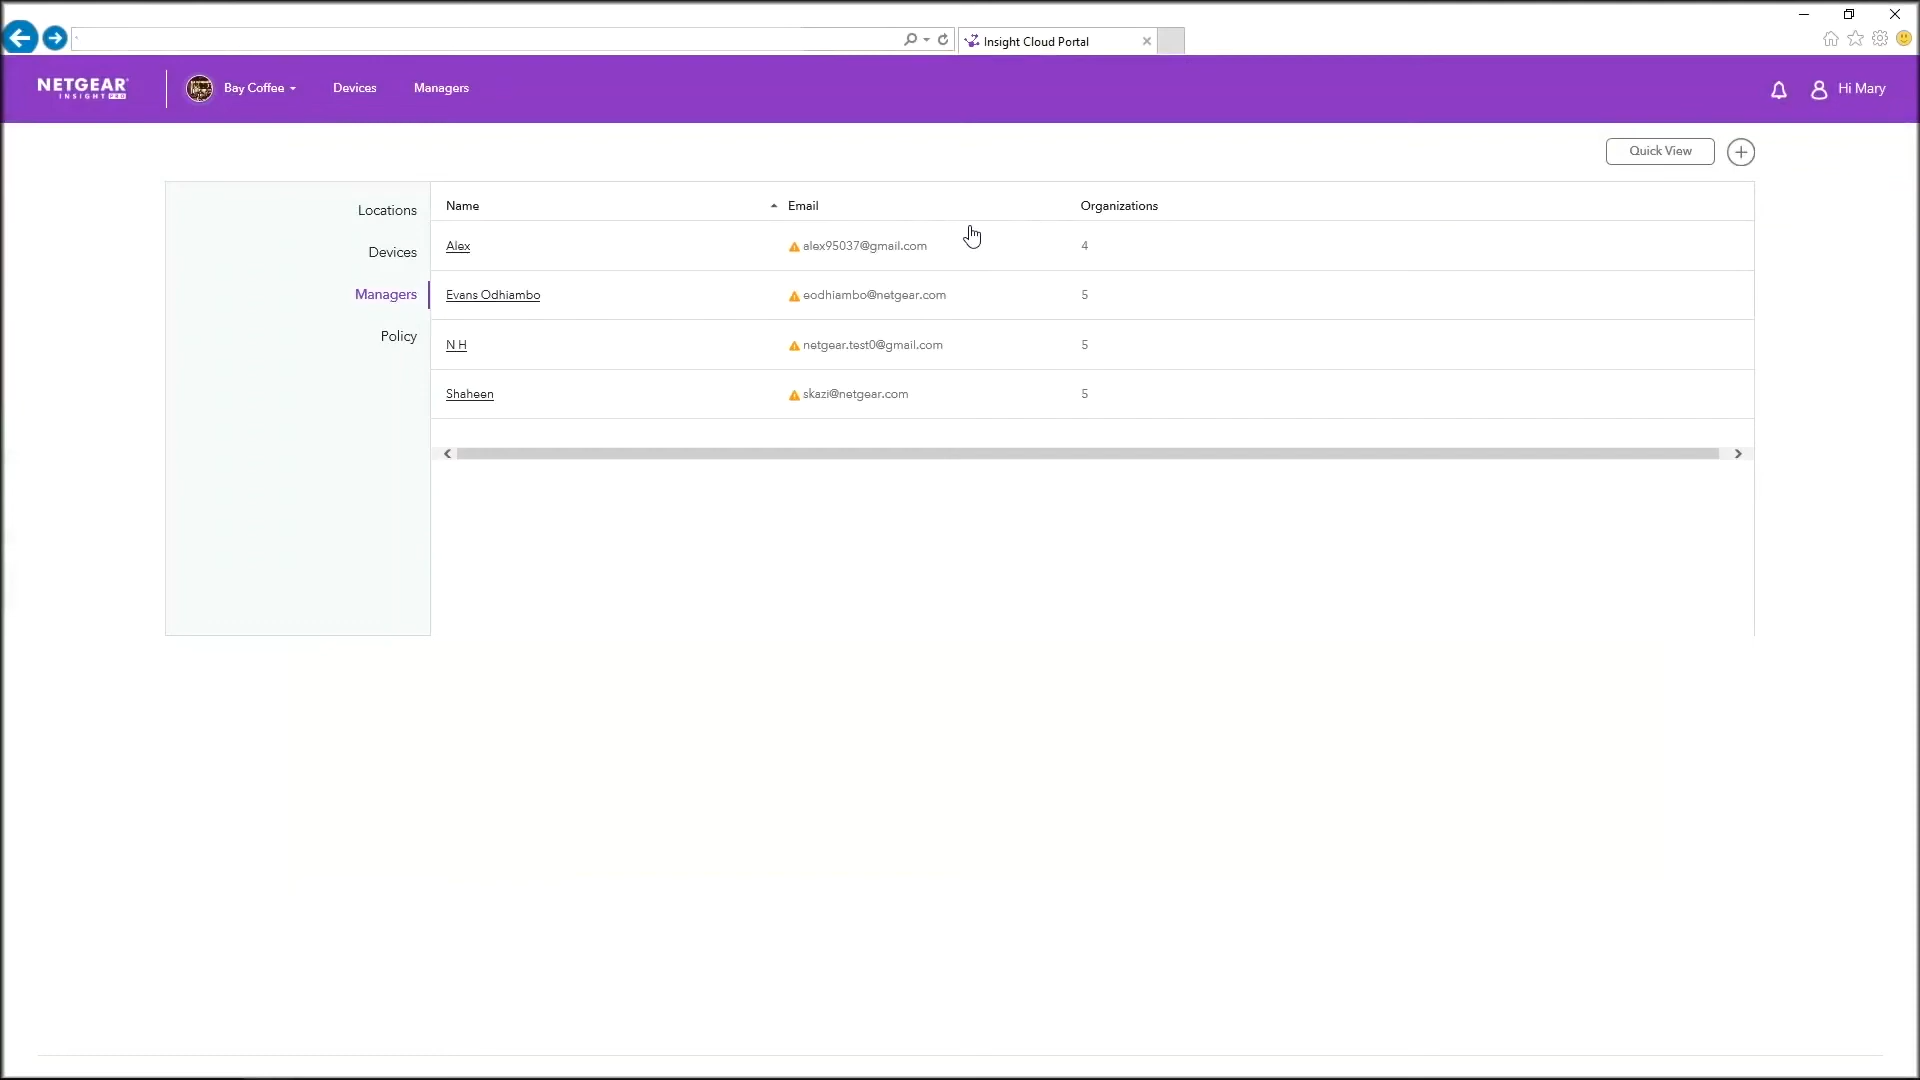 Insight Cloud Portal
NETGEAR
INSIGHT PRO
Bay Coffee
Devices
Managers
Hi Mary
Quick View
Locations
Devices
Managers
Policy
Name Email Organizations
Alex alex95037@gmail.com 4
Evans Odhiambo eodhiambo@netgear.com 5
N H netgear.test0@gmail.com 5
Shaheen skazi@netgear.com 5